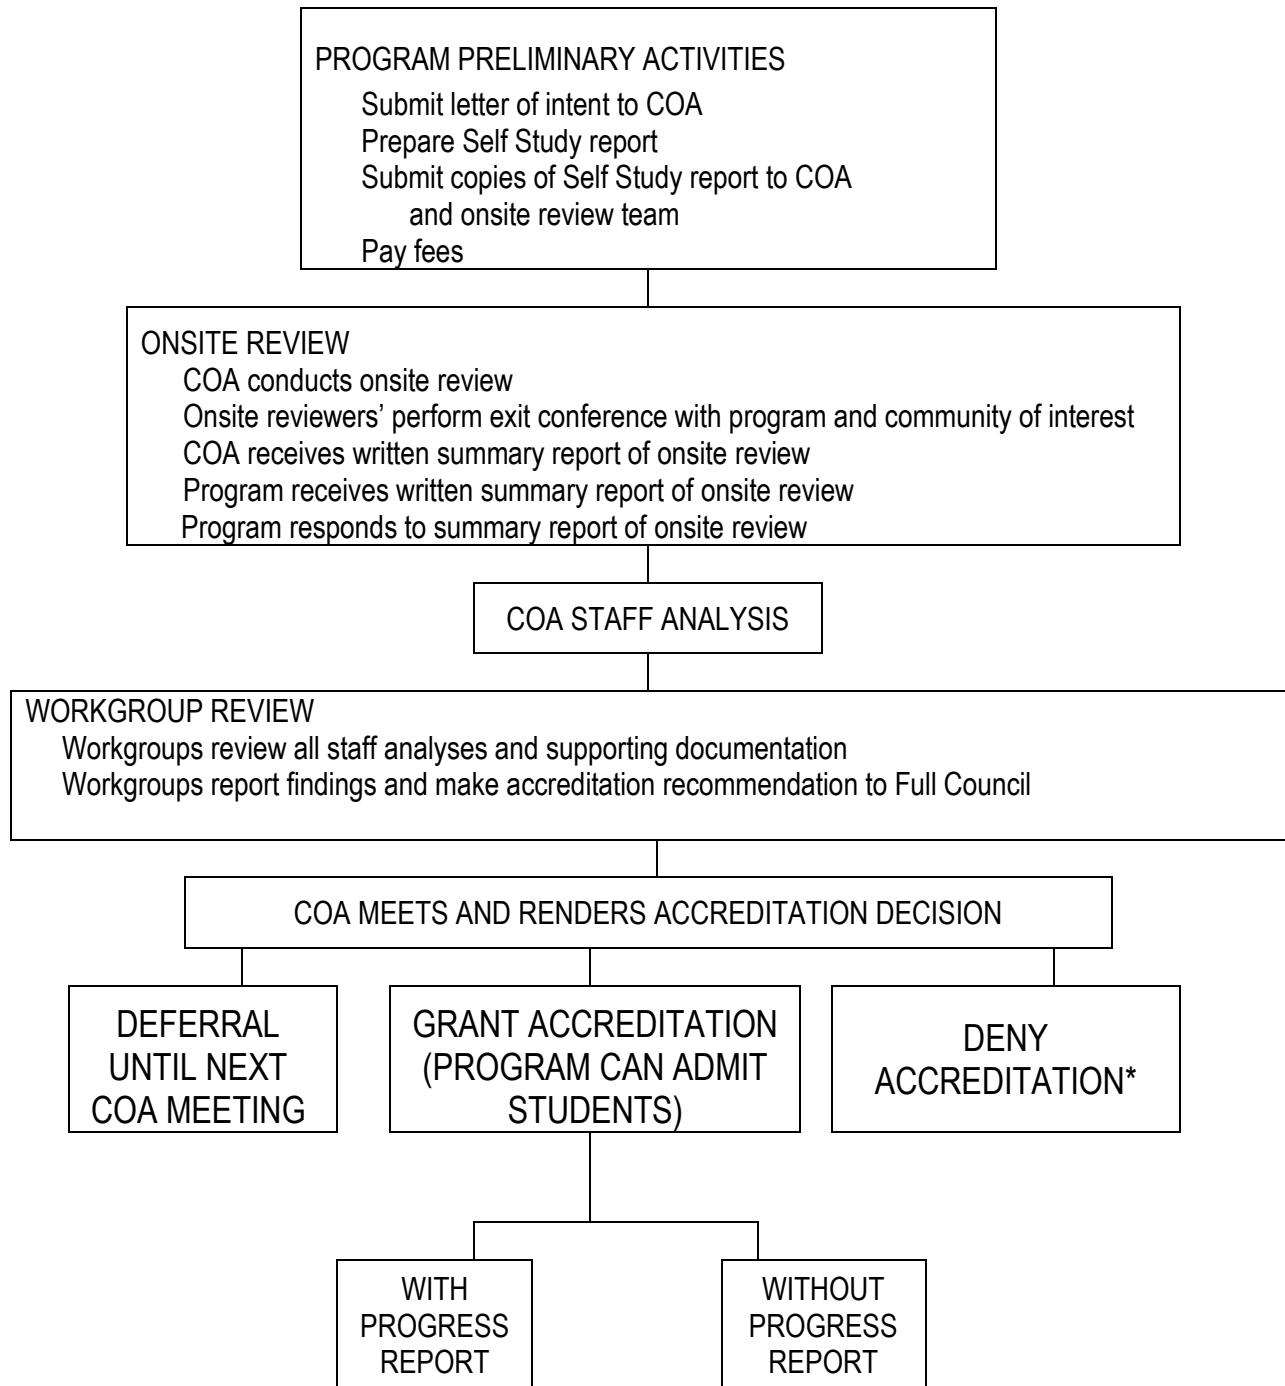 PROGRAM PRELIMINARY ACTIVITIES
Submit letter of intent to COA
Prepare Self Study report
Submit copies of Self Study report to COA
and onsite review team
Pay fees
ONSITE REVIEW
COA conducts onsite review
Onsite reviewers’ perform exit conference with program and community of interest
COA receives written summary report of onsite review
Program receives written summary report of onsite review
Program responds to summary report of onsite review
COA STAFF ANALYSIS
WORKGROUP REVIEW
Workgroups review all staff analyses and supporting documentation
Workgroups report findings and make accreditation recommendation to Full Council
COA MEETS AND RENDERS ACCREDITATION DECISION
DEFERRAL
UNTIL NEXT
COA MEETING
GRANT ACCREDITATION
(PROGRAM CAN ADMIT
STUDENTS)
DENY
ACCREDITATION*
WITH
PROGRESS
REPORT
WITHOUT
PROGRESS
REPORT